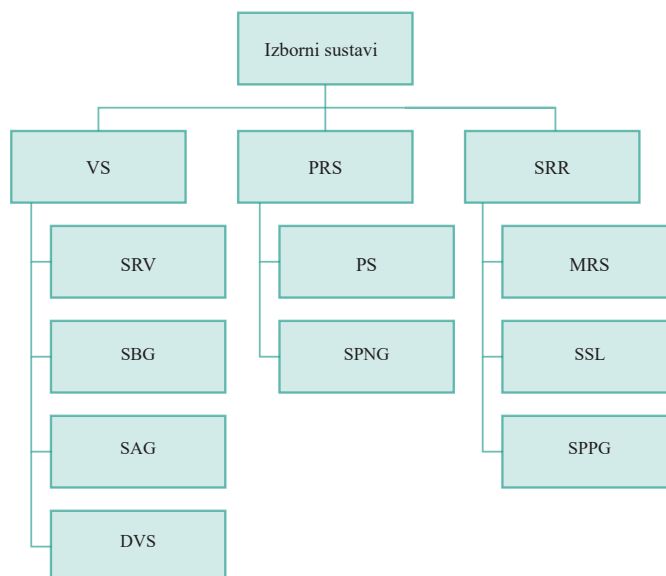 Izborni sustavi
VS
PRS
SRR
SRV
PS
MRS
SBG
SPNG
SSL
SAG
SPPG
DVS